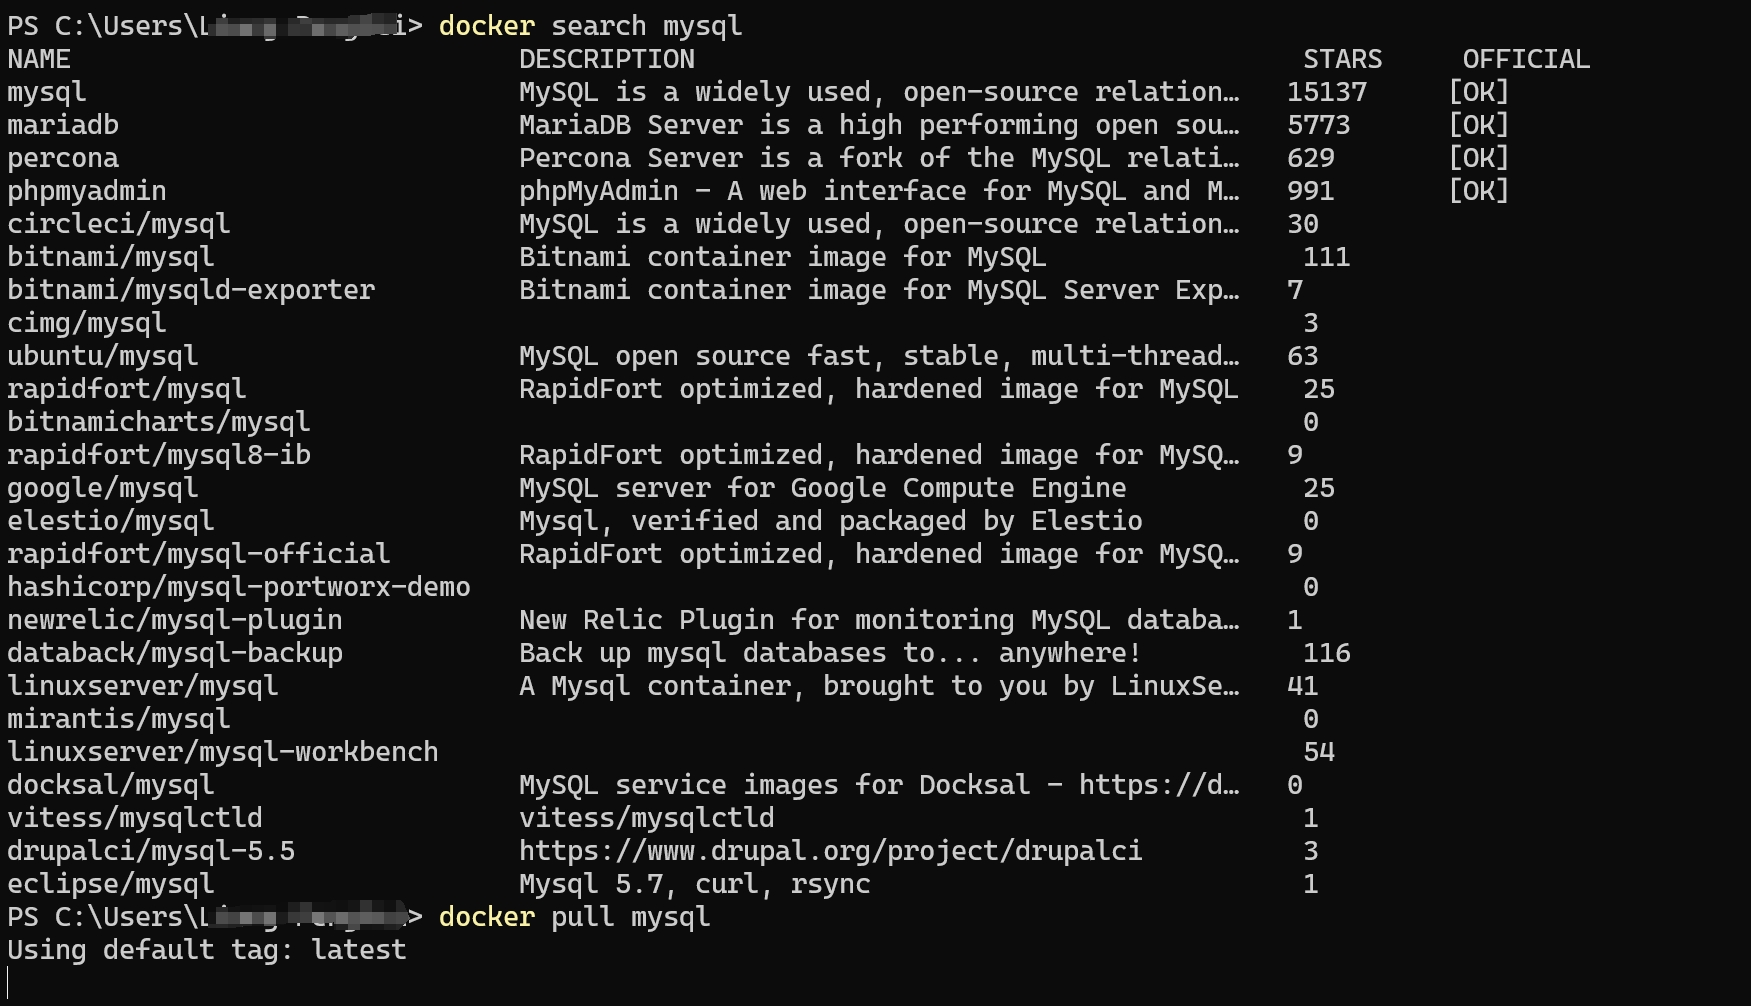 PS C:\Users\> docker search mysql
NAME DESCRIPTION STARS OFFICIAL
mysql MySQL is a widely used, open-source relation… 15137 [OK]
mariadb MariaDB Server is a high performing open sou… 5773 [OK]
percona Percona Server is a fork of the MySQL relati… 629 [OK]
phpmyadmin phpMyAdmin - A web interface for MySQL and M… 991 [OK]
circleci/mysql MySQL is a widely used, open-source relation… 30
bitnami/mysql Bitnami container image for MySQL 111
bitnami/mysqld-exporter Bitnami container image for MySQL Server Exp… 7
cimg/mysql 3
ubuntu/mysql MySQL open source fast, stable, multi-thread… 63
rapidfort/mysql RapidFort optimized, hardened image for MySQL 25
bitnamicharts/mysql 0
rapidfort/mysql8-ib RapidFort optimized, hardened image for MySQ… 9
google/mysql MySQL server for Google Compute Engine 25
elestio/mysql Mysql, verified and packaged by Elestio 0
rapidfort/mysql-official RapidFort optimized, hardened image for MySQ… 9
hashicorp/mysql-portworx-demo 0
newrelic/mysql-plugin New Relic Plugin for monitoring MySQL databa… 1
databack/mysql-backup Back up mysql databases to... anywhere! 116
linuxserver/mysql A Mysql container, brought to you by LinuxSe… 41
mirantis/mysql 0
linuxserver/mysql-workbench 54
docksal/mysql MySQL service images for Docksal - https://d… 0
vitess/mysqlctld vitess/mysqlctld 1
drupalci/mysql-5.5 https://www.drupal.org/project/drupalci 3
eclipse/mysql Mysql 5.7, curl, rsync 1
PS C:\Users\> docker pull mysql
Using default tag: latest